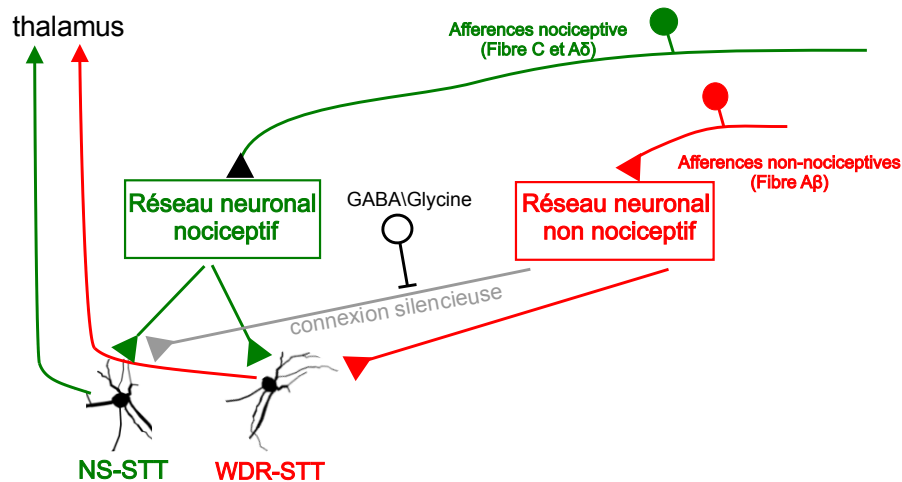 thalamus
Afferences nociceptive
(Fibre C et Aδ)
Afferences non-nociceptives
(Fibre Aβ)
Réseau neuronal
nociceptif
GABA\Glycine
Réseau neuronal
non nociceptif
connexion silencieuse
NS-STT
WDR-STT